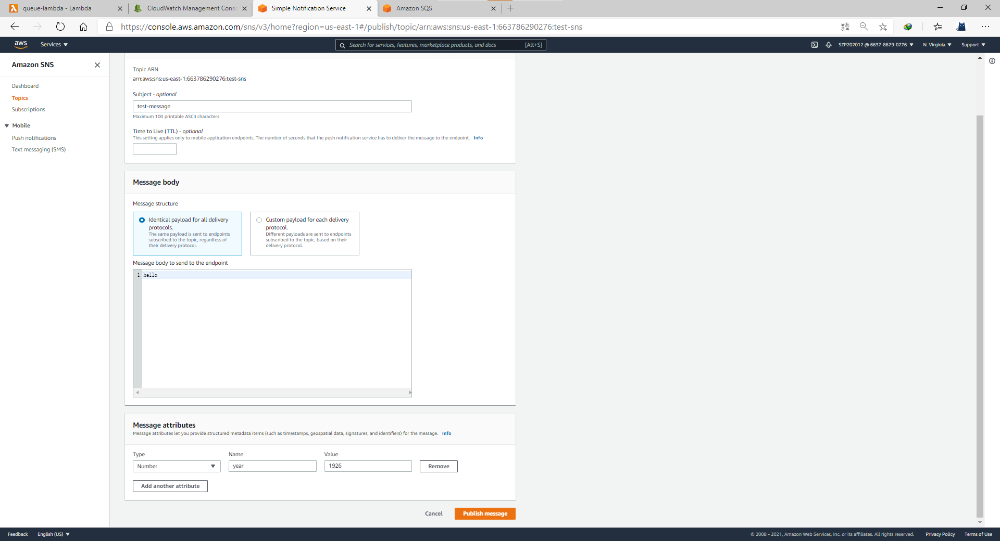 queue-lambda - Lambda
CloudWatch Management Consc
Simple Notification Service
Amazon SQS
https://console.aws.amazon.com/sns/v3/home?region=us-east-1#/publish/topic/arn:aws:sns:us-east-1:663786290276:test-sns
aws
Services
Search for services, features, marketplace products, and docs
[Alt+S]
SZP202012 @ 6637-8629-0276
N. Virginia
Support
Amazon SNS
Dashboard
Topics
Subscriptions
Mobile
Push notifications
Text messaging (SMS)
Topic ARN
arn:aws:sns:us-east-1:663786290276:test-sns
Subject - optional
test-message
Maximum 100 printable ASCII characters
Time to Live (TTL) - optional
This setting applies only to mobile application endpoints. The number of seconds that the push notification service has to deliver the message to the endpoint. Info
Message body
Message structure
Identical payload for all delivery
protocols.
The same payload is sent to endpoints
subscribed to the topic, regardless of
their delivery protocol.
Custom payload for each delivery
protocol.
Different payloads are sent to endpoints
subscribed to the topic, based on their
delivery protocol.
Message body to send to the endpoint
1 hello
Message attributes
Message attributes let you provide structured metadata items (such as timestamps, geospatial data, signatures, and identifiers) for the message. Info
Type
Name
Value
Number
year
1926
Remove
Add another attribute
Cancel
Publish message
Feedback
English (US)
© 2008 - 2021, Amazon Web Services, Inc. or its affiliates. All rights reserved.
Privacy Policy
Terms of Use